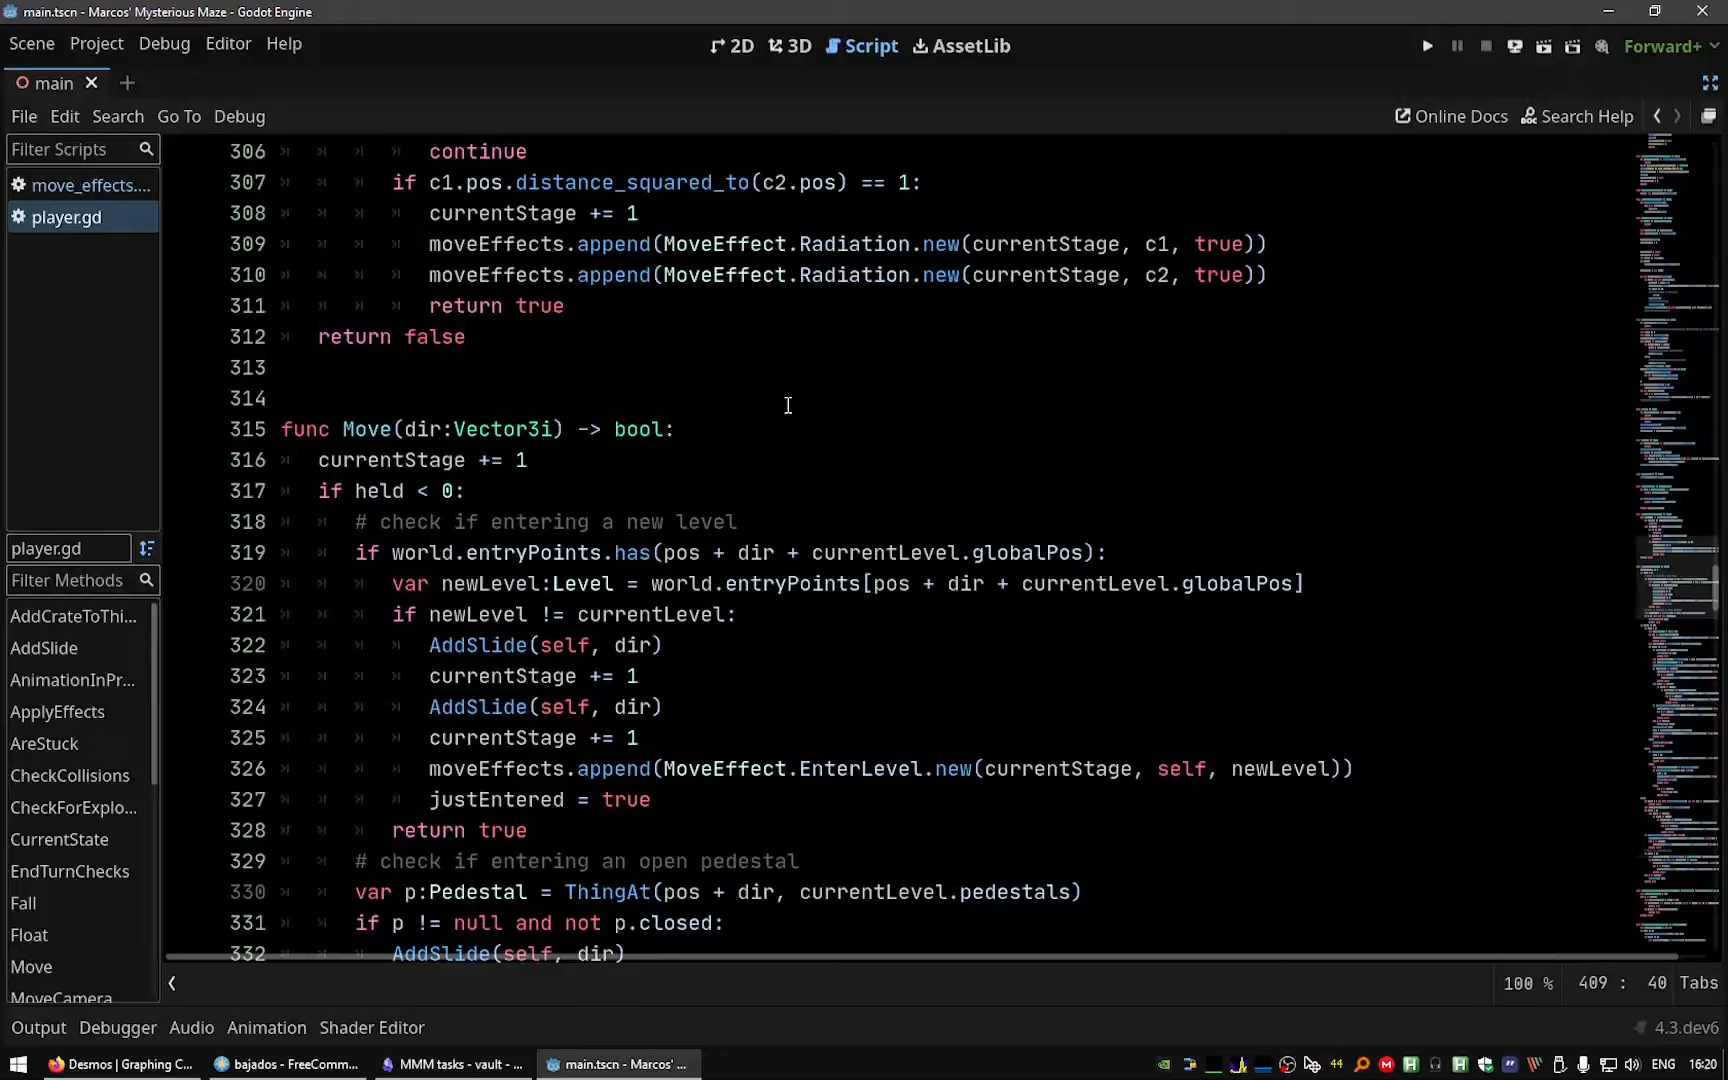 main.tscn - Marcos' Mysterious Maze - Godot Engine
Scene Project Debug Editor Help
2D 3D Script AssetLib
Forward+
main
File Edit Search Go To Debug
Online Docs Search Help
Filter Scripts
move_effects....
player.gd
player.gd
Filter Methods
AddCrateToThi...
AddSlide
AnimationInPr...
ApplyEffects
AreStuck
CheckCollisions
CheckForExplo...
CurrentState
EndTurnChecks
Fall
Float
Move
MoveCamera
306 continue
307 if c1.pos.distance_squared_to(c2.pos) == 1:
308 currentStage += 1
309 moveEffects.append(MoveEffect.Radiation.new(currentStage, c1, true))
310 moveEffects.append(MoveEffect.Radiation.new(currentStage, c2, true))
311 return true
312 return false
313
314
315 func Move(dir:Vector3i) -> bool:
316 currentStage += 1
317 if held < 0:
318 # check if entering a new level
319 if world.entryPoints.has(pos + dir + currentLevel.globalPos):
320 var newLevel:Level = world.entryPoints[pos + dir + currentLevel.globalPos]
321 if newLevel != currentLevel:
322 AddSlide(self, dir)
323 currentStage += 1
324 AddSlide(self, dir)
325 currentStage += 1
326 moveEffects.append(MoveEffect.EnterLevel.new(currentStage, self, newLevel))
327 justEntered = true
328 return true
329 # check if entering an open pedestal
330 var p:Pedestal = ThingAt(pos + dir, currentLevel.pedestals)
331 if p != null and not p.closed:
332 AddSlide(self, dir)
100 % 409 : 40 Tabs
Output Debugger Audio Animation Shader Editor
4.3.dev6
Desmos | Graphing C... bajados - FreeComm... MMM tasks - vault - ... main.tscn - Marcos' ...
44 ENG 16:20